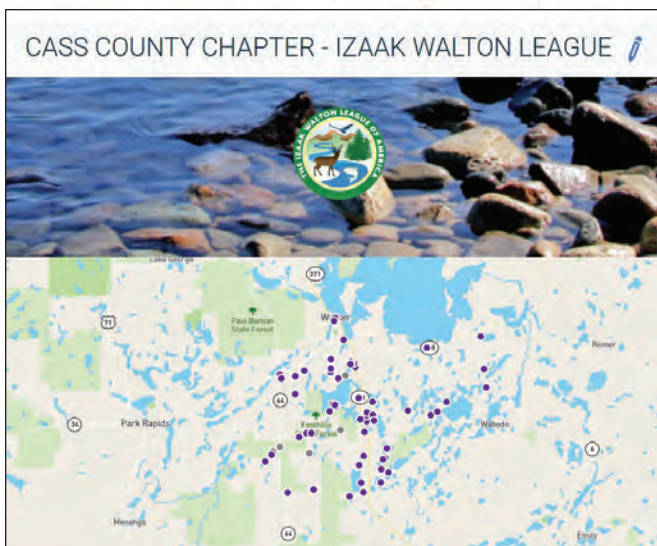 CASS COUNTY CHAPTER - IZAAK WALTON LEAGUE
THE IZAAK WALTON LEAGUE OF AMERICA
Lake George
371
71
Paul Bunyan
State Forest
Remer
64
34
Park Rapids
Foothills
Forest
Wabedo
6
Menahga
64
Emily